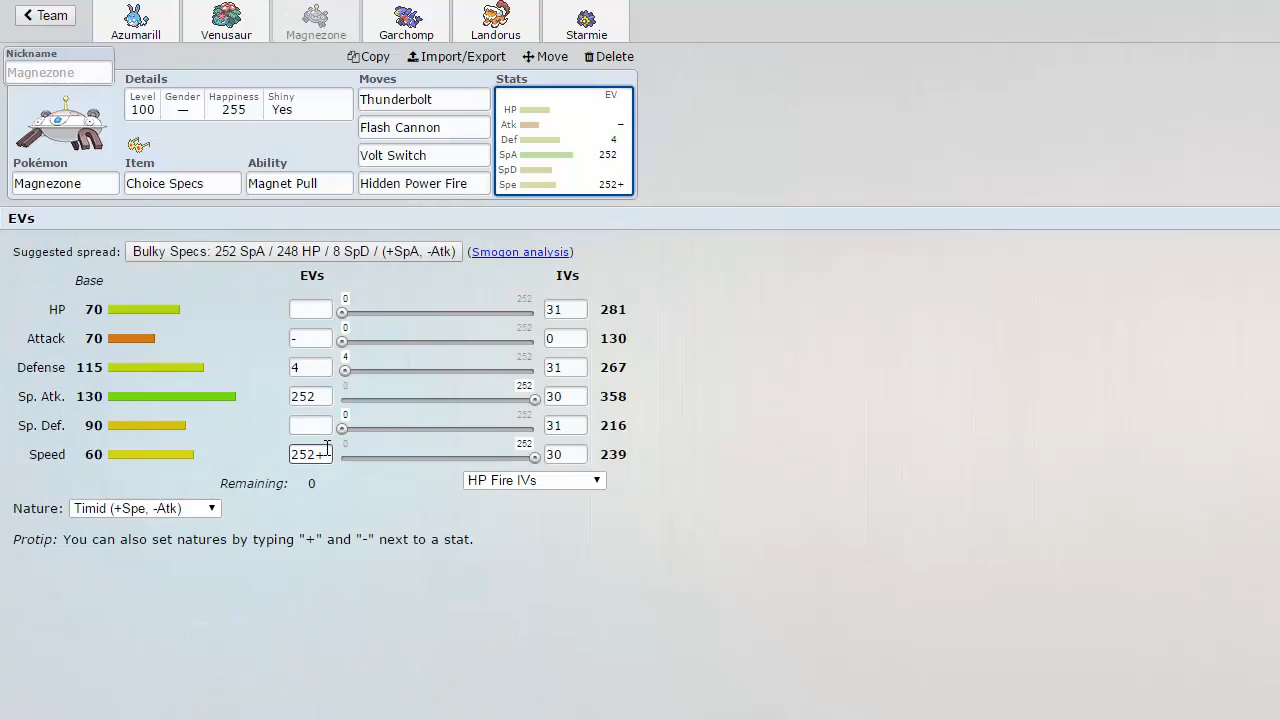 Team
Azumarill
Venusaur
Magnezone
Garchomp
Landorus
Starmie
Nickname
Magnezone
Copy
Import/Export
Move
Delete
Details
Level
100
Gender
—
Happiness
255
Shiny
Yes
Pokémon
Magnezone
Item
Choice Specs
Ability
Magnet Pull
Moves
Thunderbolt
Flash Cannon
Volt Switch
Hidden Power Fire
Stats
EV
HP
Atk –
Def 4
SpA 252
SpD
Spe 252+
EVs
Suggested spread: Bulky Specs: 252 SpA / 248 HP / 8 SpD / (+SpA, -Atk) (Smogon analysis)
Base EVs IVs
HP 70 0 252 31 281
Attack 70 - 0 252 0 130
Defense 115 4 4 252 31 267
Sp. Atk. 130 252 0 252 30 358
Sp. Def. 90 0 252 31 216
Speed 60 252+ 0 252 30 239
Remaining: 0 HP Fire IVs
Nature: Timid (+Spe, -Atk)
Protip: You can also set natures by typing "+" and "-" next to a stat.